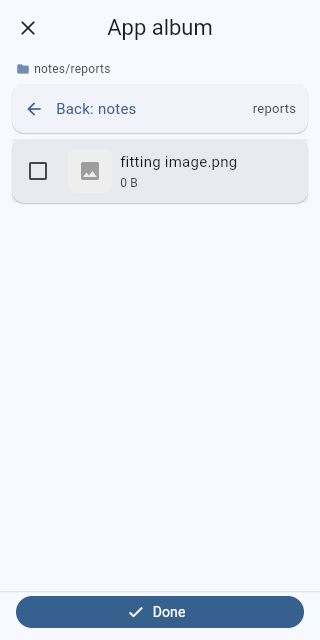 App album
notes/reports
Back: notes
reports
fitting image.png
0 B
Done